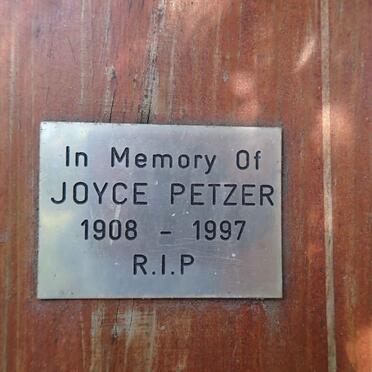 In Memory Of
JOYCE PETZER
1908 - 1997
R.I.P